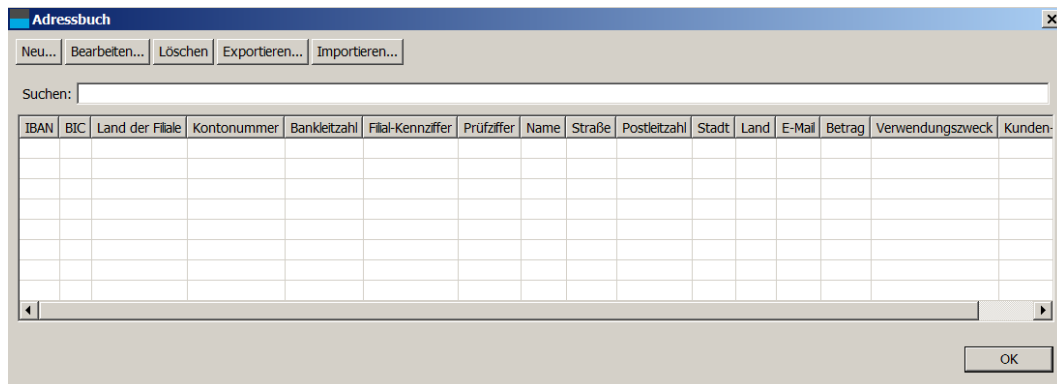 Adressbuch
Neu... Bearbeiten... Löschen Exportieren... Importieren...
Suchen:
IBAN BIC Land der Filiale Kontonummer Bankleitzahl Filial-Kennziffer Prüfziffer Name Straße Postleitzahl Stadt Land E-Mail Betrag Verwendungszweck Kunden-
OK